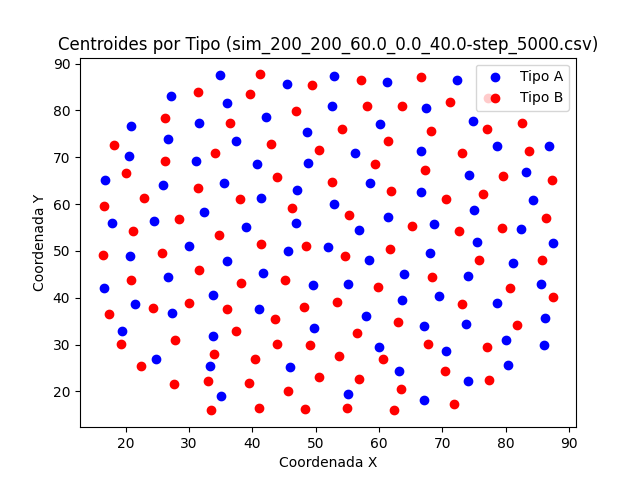 Centroides por Tipo (sim_200_200_60.0_0.0_40.0-step_5000.csv)
Tipo A
Tipo B
90
80
70
60
50
40
30
20
Coordenada Y
20 30 40 50 60 70 80 90
Coordenada X